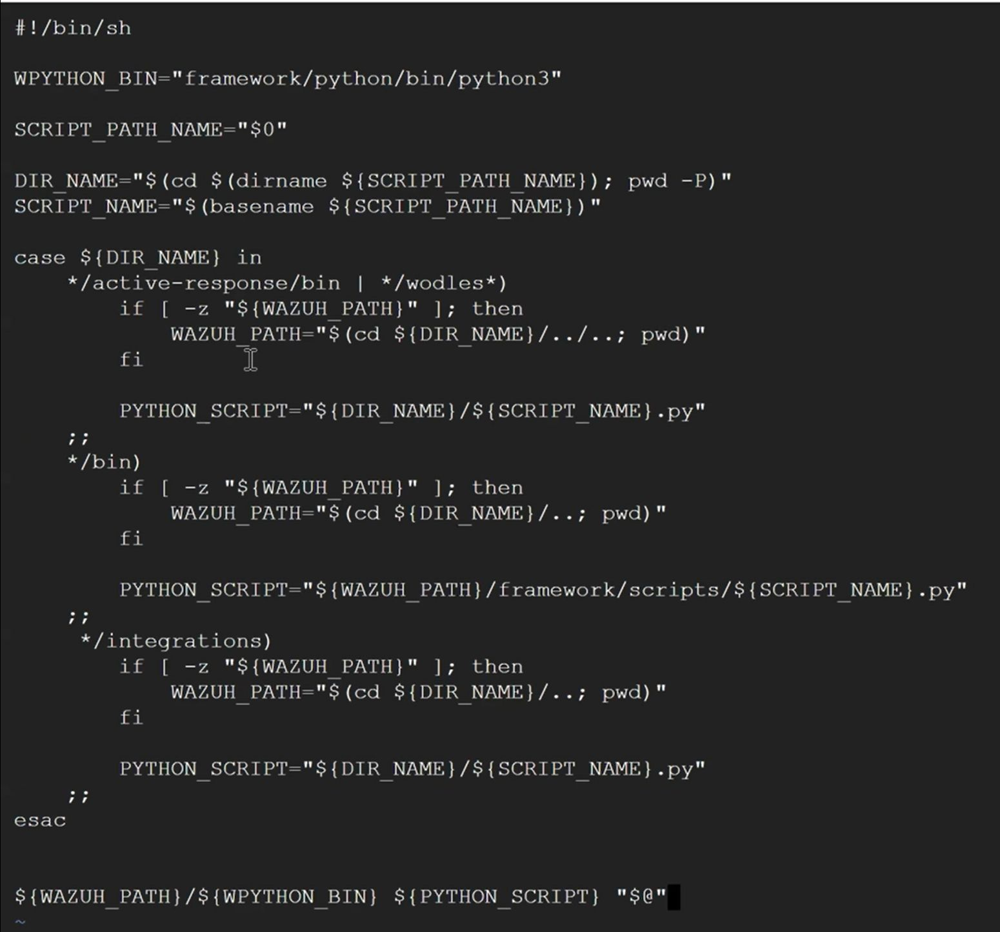 #!/bin/sh
WPYTHON_BIN="framework/python/bin/python3"
SCRIPT_PATH_NAME="$0"
DIR_NAME="$(cd $(dirname ${SCRIPT_PATH_NAME}); pwd -P)"
SCRIPT_NAME="$(basename ${SCRIPT_PATH_NAME})"
case ${DIR_NAME} in
    */active-response/bin | */wodles*)
        if [ -z "${WAZUH_PATH}" ]; then
            WAZUH_PATH="$(cd ${DIR_NAME}/../..; pwd)"
        fi
        PYTHON_SCRIPT="${DIR_NAME}/${SCRIPT_NAME}.py"
    ;;
    */bin)
        if [ -z "${WAZUH_PATH}" ]; then
            WAZUH_PATH="$(cd ${DIR_NAME}/..; pwd)"
        fi
        PYTHON_SCRIPT="${WAZUH_PATH}/framework/scripts/${SCRIPT_NAME}.py"
    ;;
     */integrations)
        if [ -z "${WAZUH_PATH}" ]; then
            WAZUH_PATH="$(cd ${DIR_NAME}/..; pwd)"
        fi
        PYTHON_SCRIPT="${DIR_NAME}/${SCRIPT_NAME}.py"
    ;;
esac
${WAZUH_PATH}/${WPYTHON_BIN} ${PYTHON_SCRIPT} "$@"
~